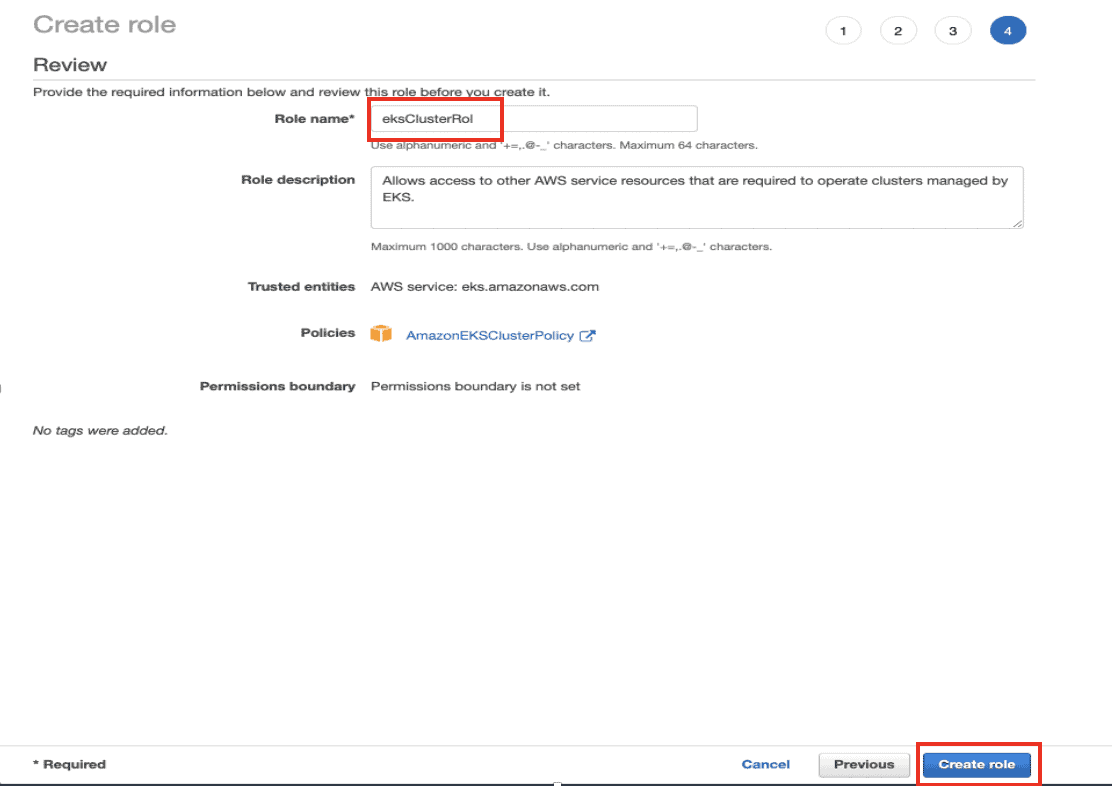 Create role
1 2 3 4
Review
Provide the required information below and review this role before you create it.
Role name* eksClusterRol
Use alphanumeric and '+=,.@-_' characters. Maximum 64 characters.
Role description Allows access to other AWS service resources that are required to operate clusters managed by
EKS.
Maximum 1000 characters. Use alphanumeric and '+=,.@-_' characters.
Trusted entities AWS service: eks.amazonaws.com
Policies AmazonEKSClusterPolicy
Permissions boundary Permissions boundary is not set
No tags were added.
* Required Cancel Previous Create role